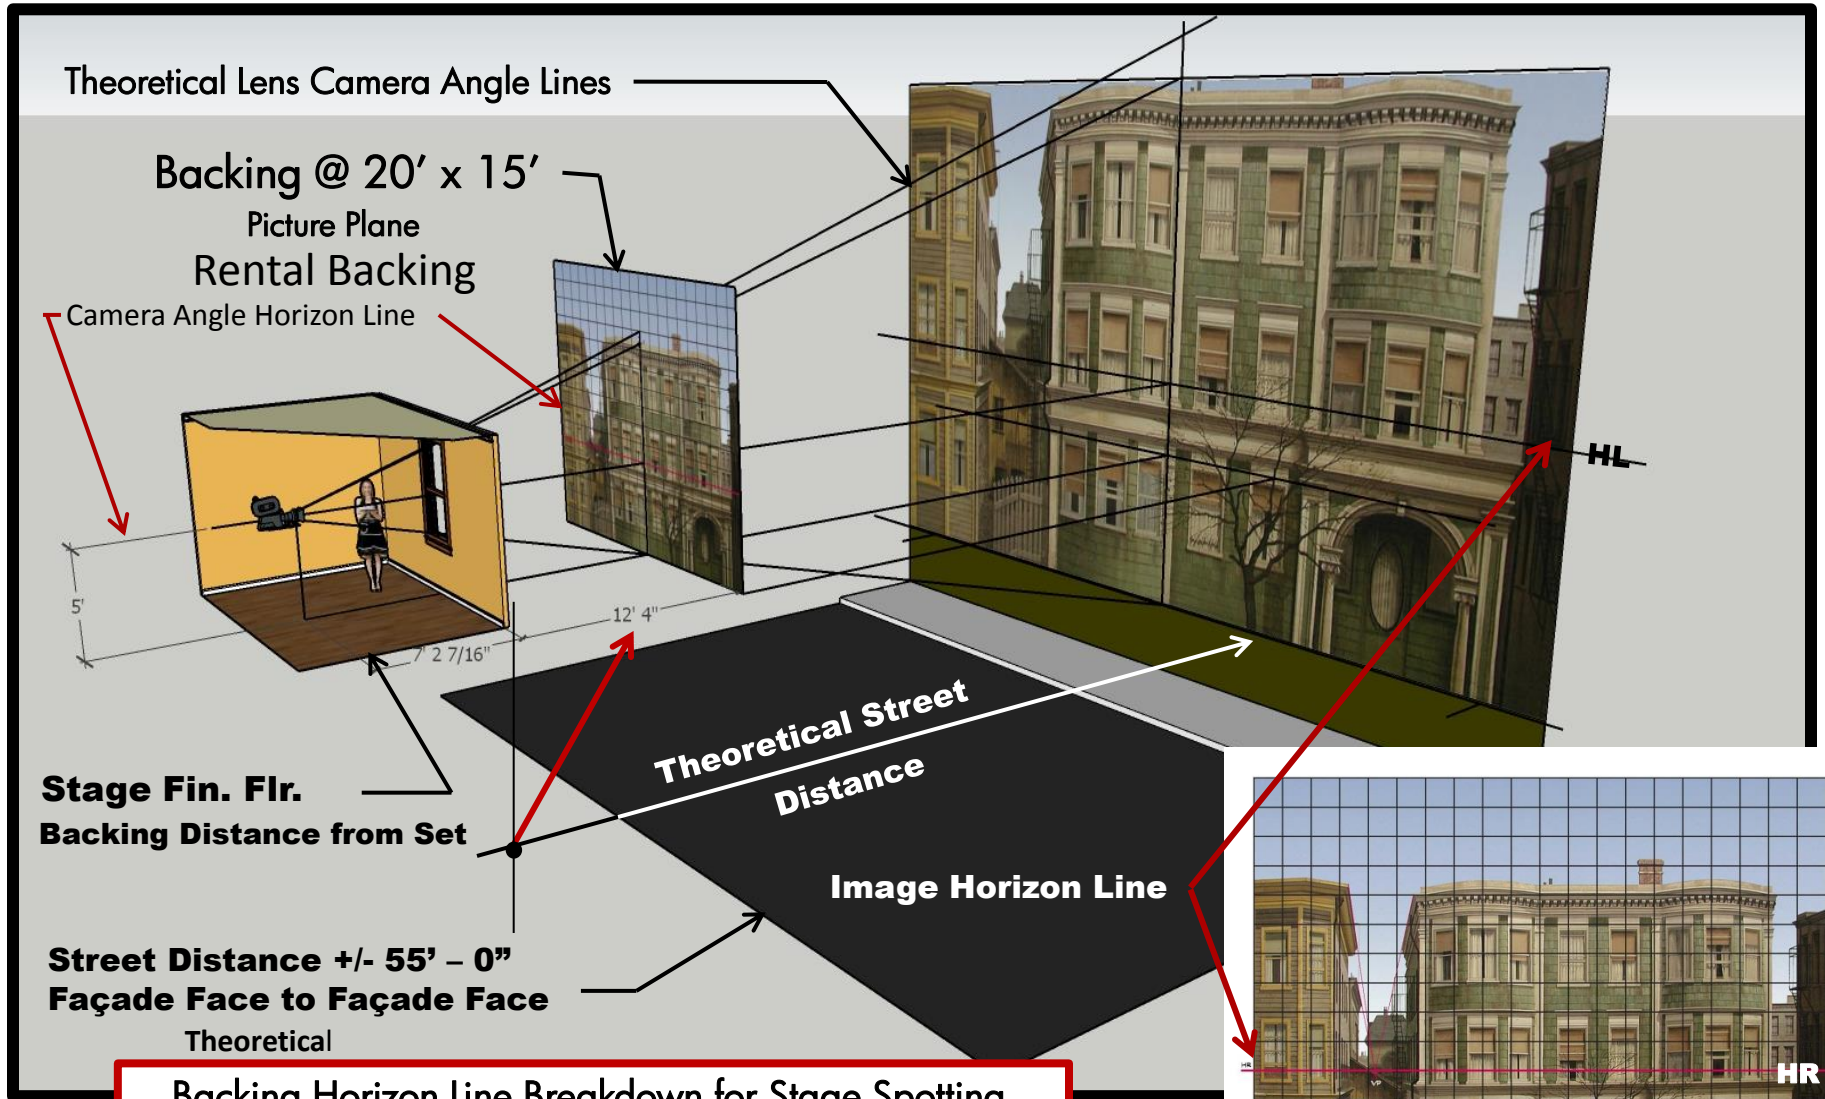 Theoretical Lens Camera Angle Lines
Backing @ 20’ x 15’
Picture Plane
Rental Backing
Camera Angle Horizon Line
HL
5'
12' 4"
7' 2 7/16"
Theoretical Street
Distance
Stage Fin. Flr.
Backing Distance from Set
Image Horizon Line
Street Distance +/- 55’ – 0”
Façade Face to Façade Face
Theoretical
HR
VP
HR
Backing Horizon Line Breakdown for Stage Spotting